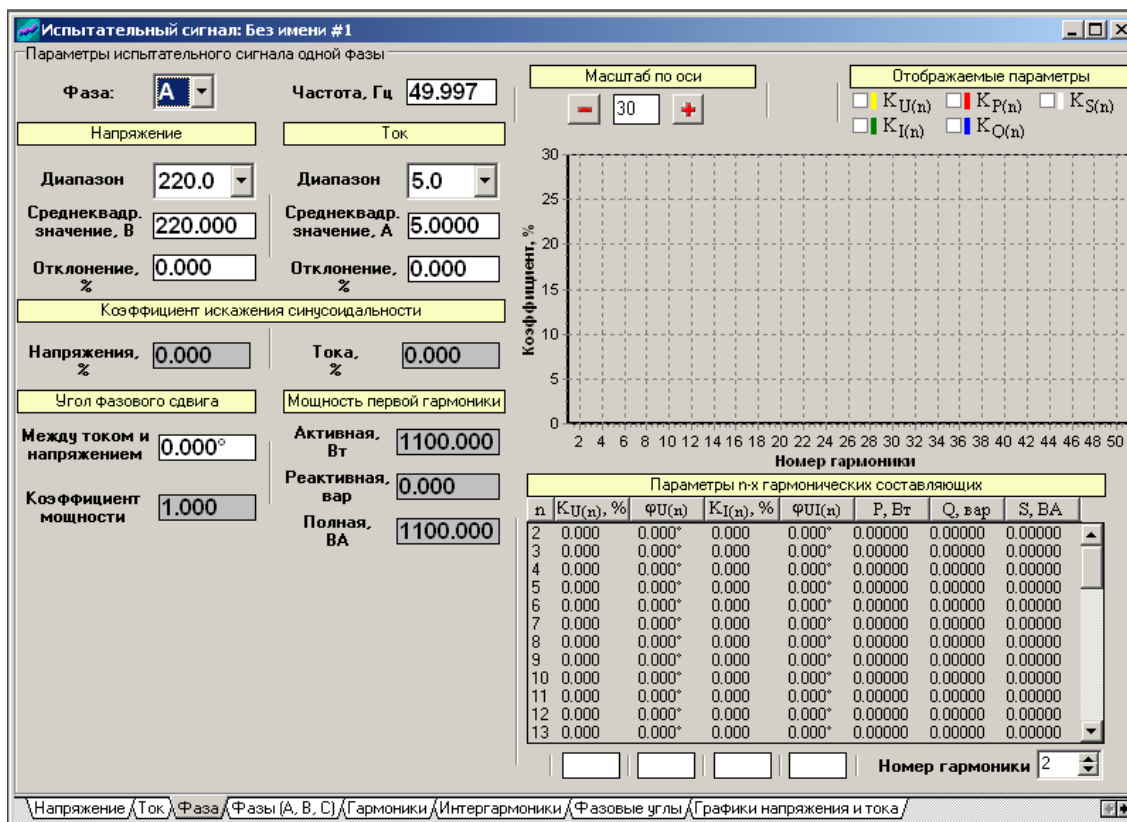 Испытательный сигнал: Без имени #1
Параметры испытательного сигнала одной фазы
Фаза: A
Частота, Гц 49.997
Напряжение
Ток
Диапазон 220.0
Диапазон 5.0
Среднеквадр. значение, В 220.000
Среднеквадр. значение, А 5.0000
Отклонение, % 0.000
Отклонение, % 0.000
Коэффициент искажения синусоидальности
Напряжения, % 0.000
Тока, % 0.000
Угол фазового сдвига
Мощность первой гармоники
Между током и напряжением 0.000°
Активная, Вт 1100.000
Реактивная, вар 0.000
Коэффициент мощности 1.000
Полная, ВА 1100.000
Масштаб по оси
30
Отображаемые параметры
KU(n) KP(n) KS(n)
KI(n) KQ(n)
Коэффициент, %
30
25
20
15
10
5
0
2 4 6 8 10 12 14 16 18 20 22 24 26 28 30 32 34 36 38 40 42 44 46 48 50
Номер гармоники
Параметры n-х гармонических составляющих
n KU(n), % φU(n) KI(n), % φUI(n) P, Вт Q, вар S, ВА
2 0.000 0.000° 0.000 0.000° 0.00000 0.00000 0.00000
3 0.000 0.000° 0.000 0.000° 0.00000 0.00000 0.00000
4 0.000 0.000° 0.000 0.000° 0.00000 0.00000 0.00000
5 0.000 0.000° 0.000 0.000° 0.00000 0.00000 0.00000
6 0.000 0.000° 0.000 0.000° 0.00000 0.00000 0.00000
7 0.000 0.000° 0.000 0.000° 0.00000 0.00000 0.00000
8 0.000 0.000° 0.000 0.000° 0.00000 0.00000 0.00000
9 0.000 0.000° 0.000 0.000° 0.00000 0.00000 0.00000
10 0.000 0.000° 0.000 0.000° 0.00000 0.00000 0.00000
11 0.000 0.000° 0.000 0.000° 0.00000 0.00000 0.00000
12 0.000 0.000° 0.000 0.000° 0.00000 0.00000 0.00000
13 0.000 0.000° 0.000 0.000° 0.00000 0.00000 0.00000
Номер гармоники 2
Напряжение Ток Фаза Фазы (A, B, C) Гармоники Интергармоники Фазовые углы Графики напряжения и тока